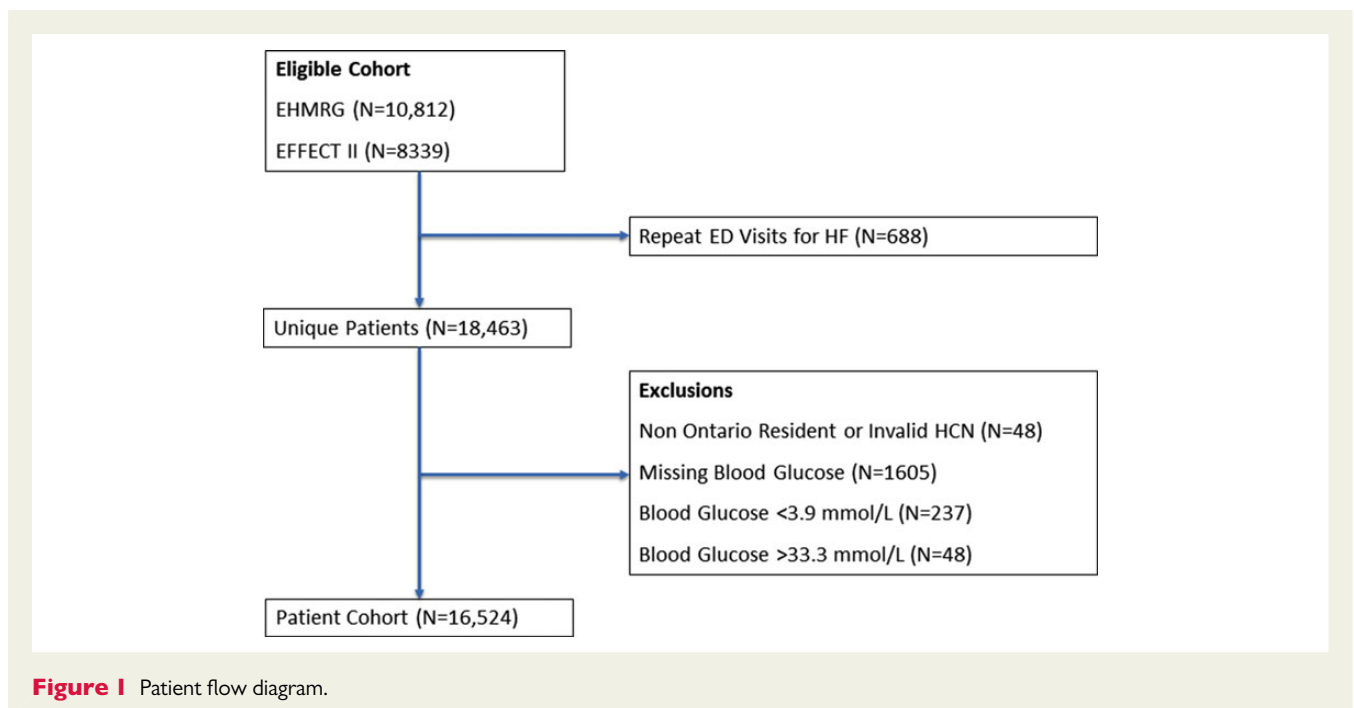 Eligible Cohort
EHMRG (N=10,812)
EFFECT II (N=8339)
Repeat ED Visits for HF (N=688)
Unique Patients (N=18,463)
Exclusions
Non Ontario Resident or Invalid HCN (N=48)
Missing Blood Glucose (N=1605)
Blood Glucose <3.9 mmol/L (N=237)
Blood Glucose >33.3 mmol/L (N=48)
Patient Cohort (N=16,524)
Figure 1 Patient flow diagram.